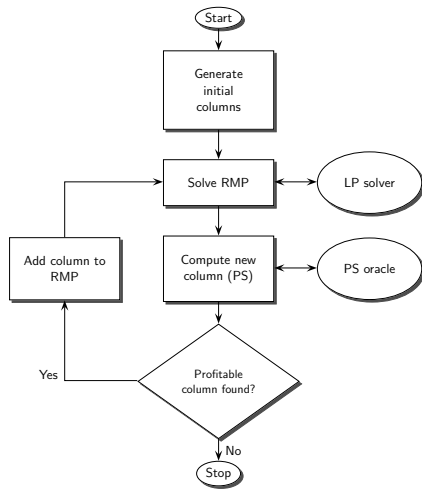 Start
Generate
initial
columns
Solve RMP
LP solver
Add column to
RMP
Compute new
column (PS)
PS oracle
Profitable
column found?
Yes
No
Stop